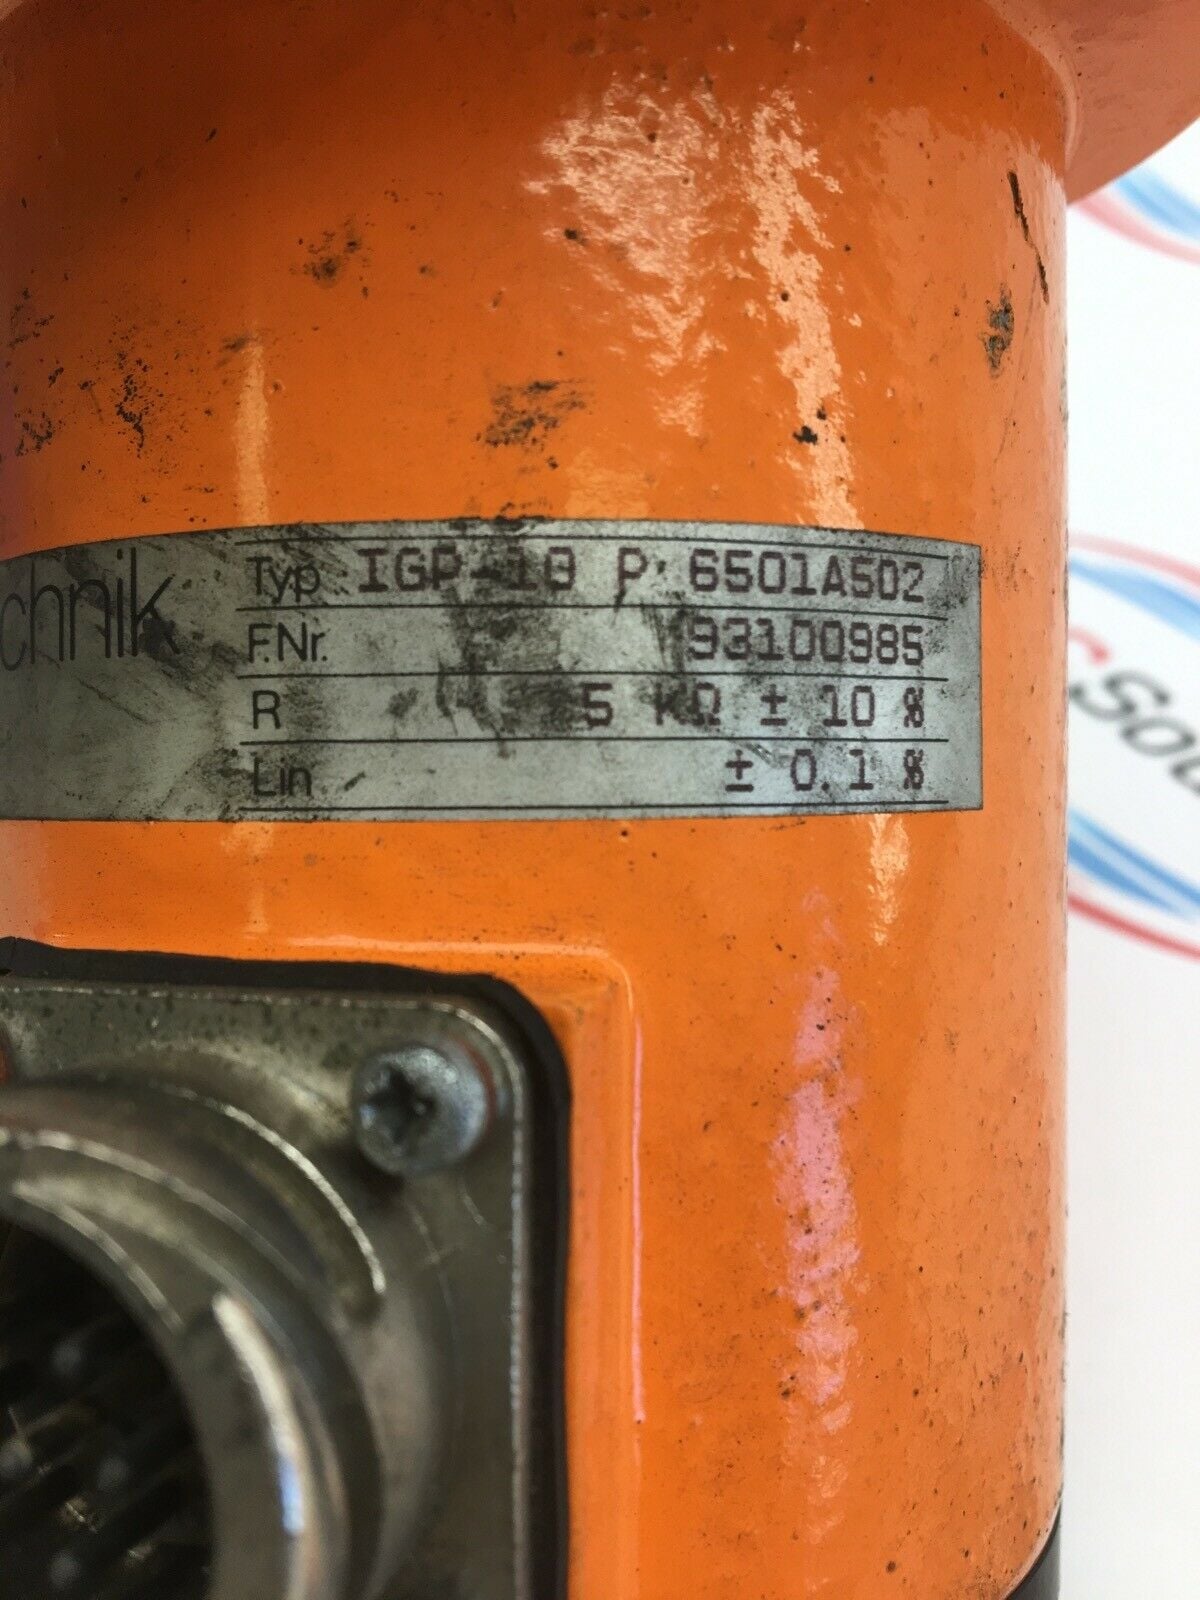 chnik
Typ IGP-10 P 6501A502
F.Nr. 93100985
R 5 KΩ ± 10 %
Lin ± 0.1 %